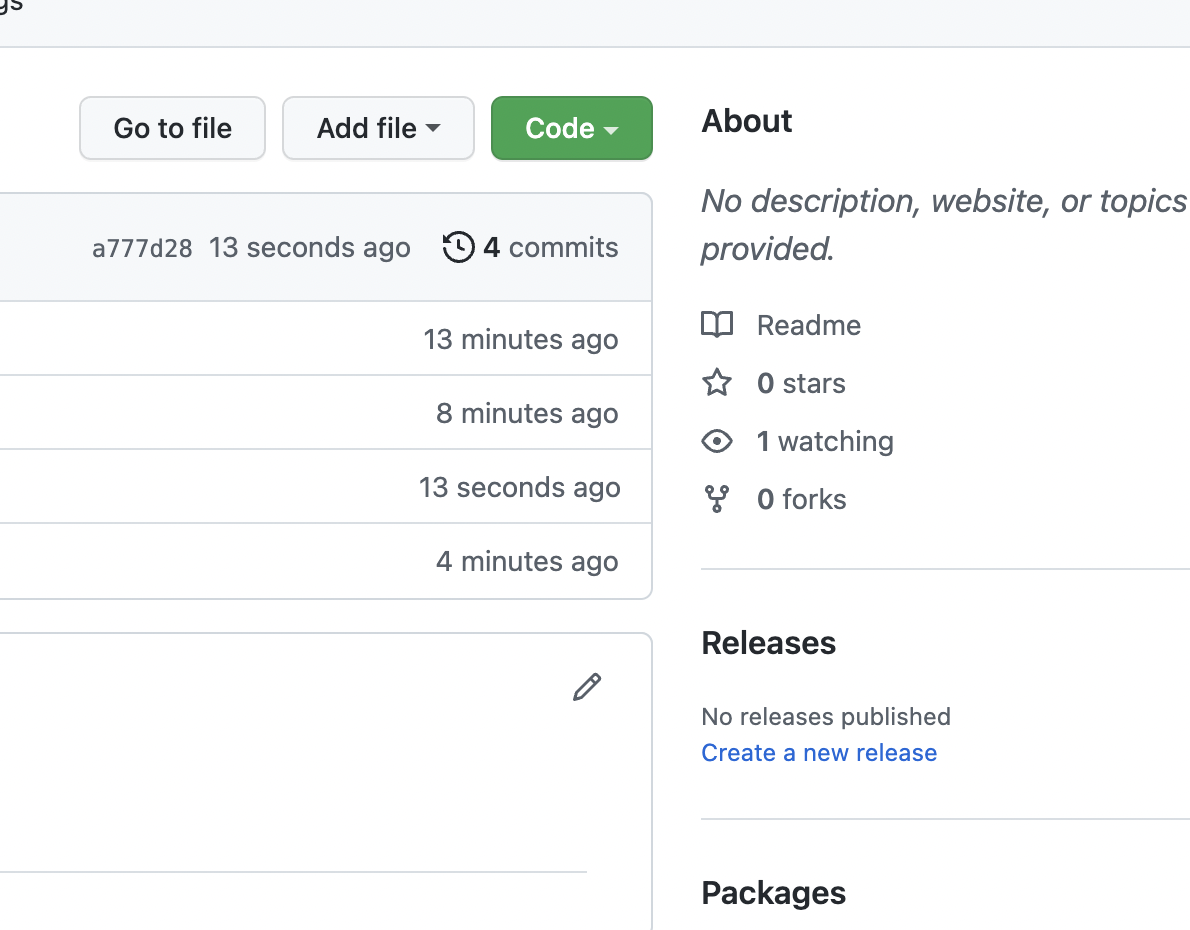 gs
Go to file
Add file
Code
a777d28 13 seconds ago 4 commits
13 minutes ago
8 minutes ago
13 seconds ago
4 minutes ago
About
No description, website, or topics
provided.
Readme
0 stars
1 watching
0 forks
Releases
No releases published
Create a new release
Packages